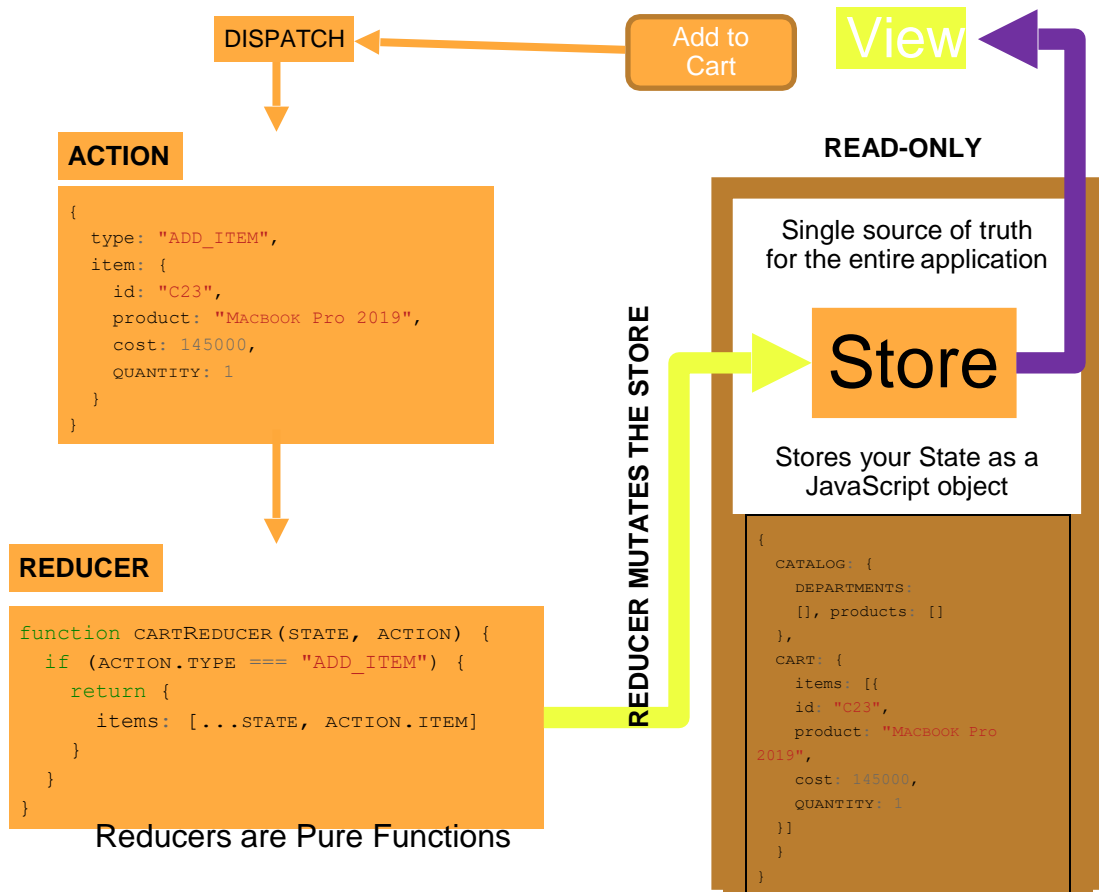 DISPATCH
Add to
Cart
View
ACTION
{
type: "ADD_ITEM",
item: {
id: "C23",
product: "MACBOOK Pro 2019",
cost: 145000,
QUANTITY: 1
}
}
REDUCER
function CARTREDUCER(STATE, ACTION) {
if (ACTION.TYPE === "ADD_ITEM") {
return {
items: [...STATE, ACTION.ITEM]
}
}
}
Reducers are Pure Functions
REDUCER MUTATES THE STORE
READ-ONLY
Single source of truth
for the entire application
Store
Stores your State as a
JavaScript object
{
CATALOG: {
DEPARTMENTS:
[], products: []
},
CART: {
items: [{
id: "C23",
product: "MACBOOK Pro
2019",
cost: 145000,
QUANTITY: 1
}]
}
}